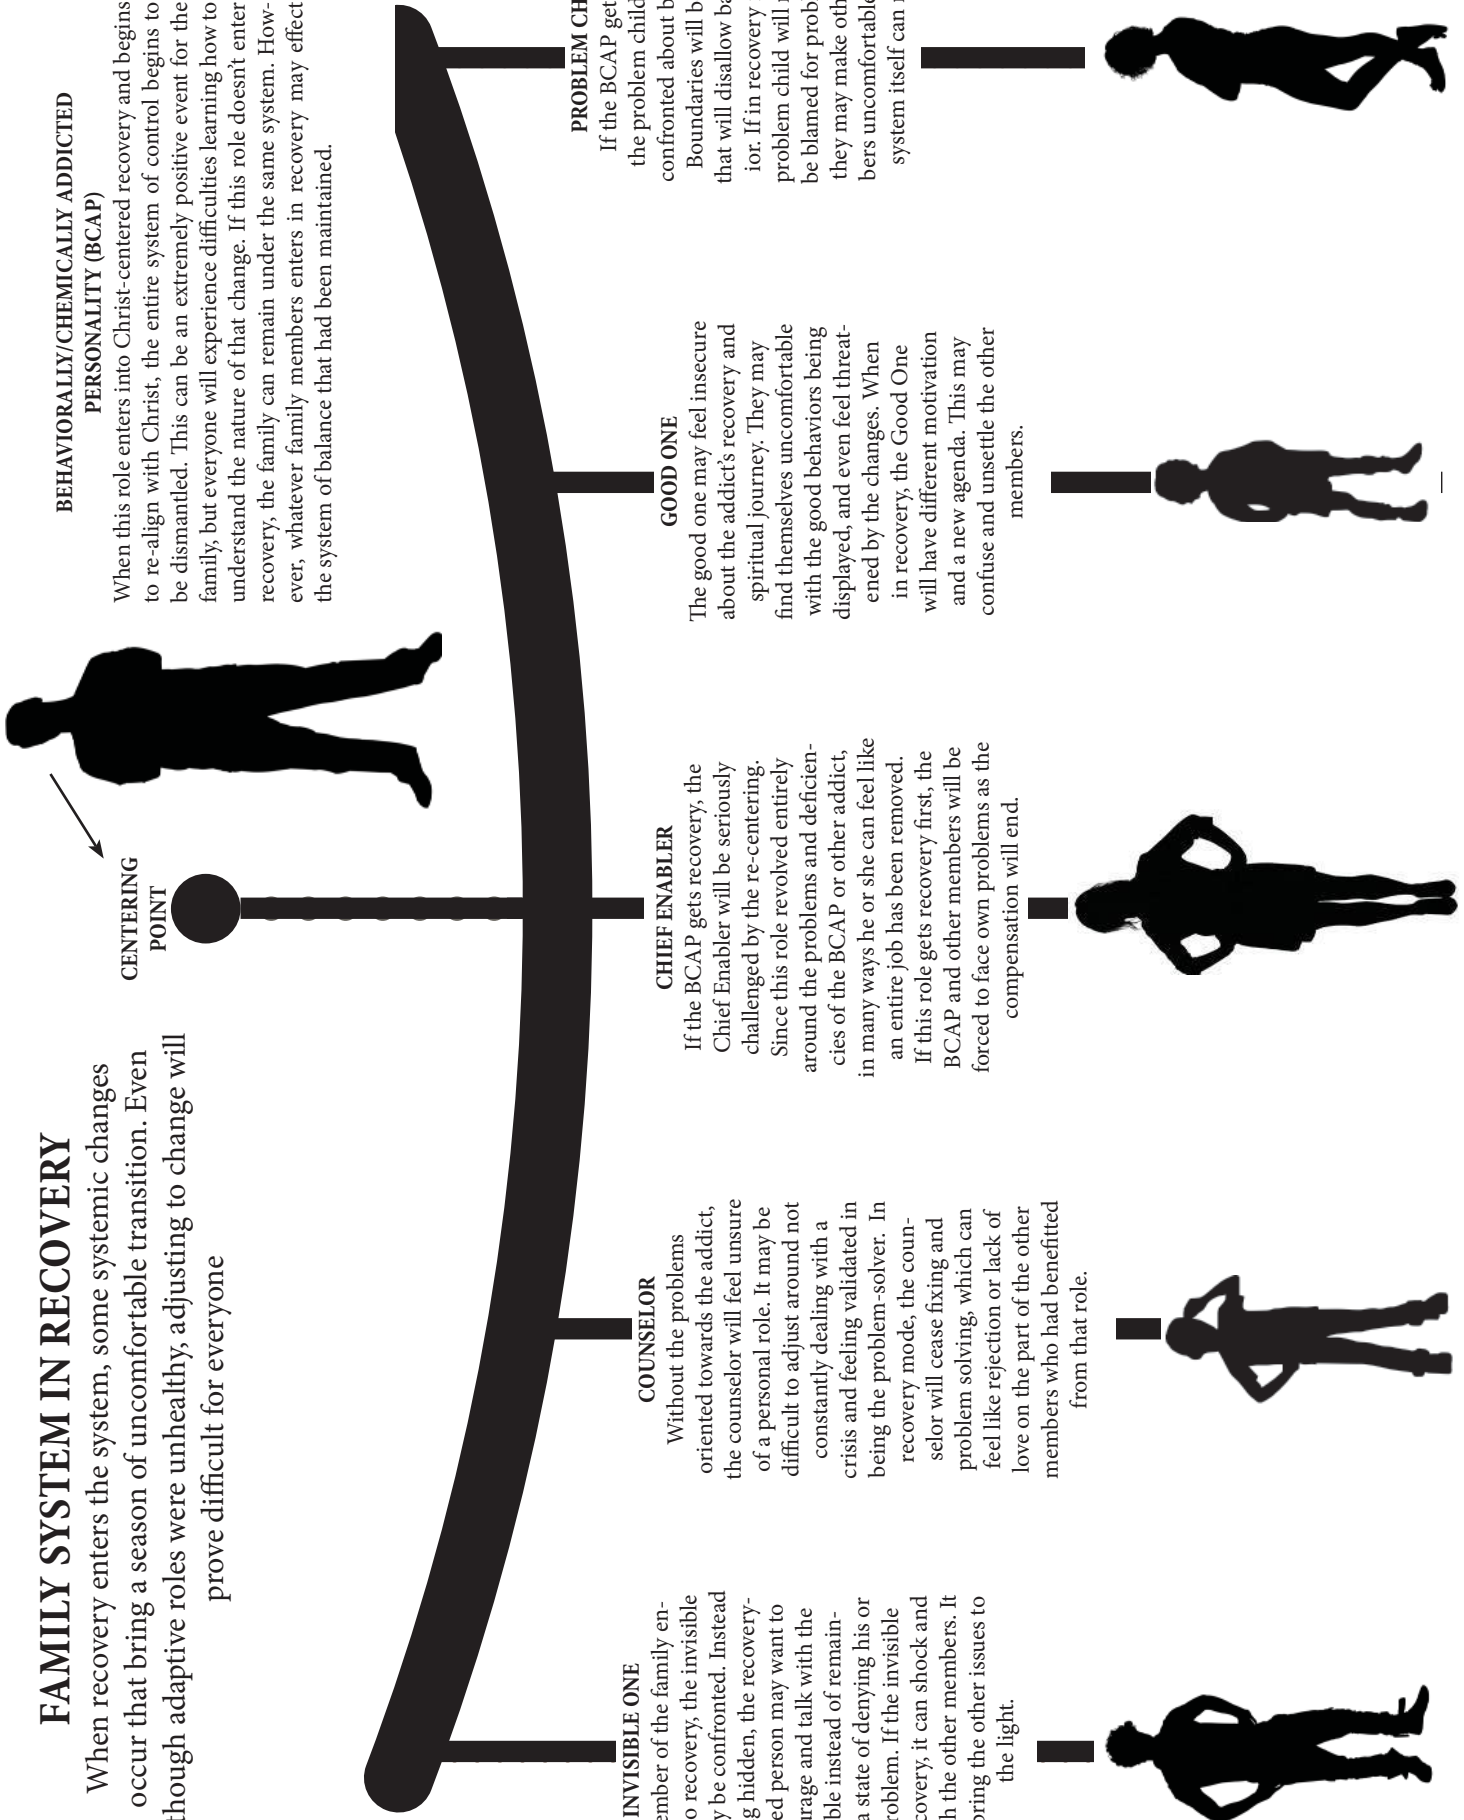 FAMILY SYSTEM IN RECOVERY
When recovery enters the system, some systemic changes
occur that bring a season of uncomfortable transition. Even
though adaptive roles were unhealthy, adjusting to change will
prove difficult for everyone
CENTERING
POINT
BEHAVIORALLY/CHEMICALLY ADDICTED
PERSONALITY (BCAP)
When this role enters into Christ-centered recovery and begins
to re-align with Christ, the entire system of control begins to
be dismantled. This can be an extremely positive event for the
family, but everyone will experience difficulties learning how to
understand the nature of that change. If this role doesn't enter
recovery, the family can remain under the same system. How-
ever, whatever family members enters in recovery may effect
the system of balance that had been maintained.
INVISIBLE ONE
ember of the family en-
o recovery, the invisible
y be confronted. Instead
g hidden, the recovery-
ed person may want to
urage and talk with the
ble instead of remain-
a state of denying his or
roblem. If the invisible
covery, it can shock and
h the other members. It
bring the other issues to
the light.
COUNSELOR
Without the problems
oriented towards the addict,
the counselor will feel unsure
of a personal role. It may be
difficult to adjust around not
constantly dealing with a
crisis and feeling validated in
being the problem-solver. In
recovery mode, the coun-
selor will cease fixing and
problem solving, which can
feel like rejection or lack of
love on the part of the other
members who had benefitted
from that role.
CHIEF ENABLER
If the BCAP gets recovery, the
Chief Enabler will be seriously
challenged by the re-centering.
Since this role revolved entirely
around the problems and deficien-
cies of the BCAP or other addict,
in many ways he or she can feel like
an entire job has been removed.
If this role gets recovery first, the
BCAP and other members will be
forced to face own problems as the
compensation will end.
GOOD ONE
The good one may feel insecure
about the addict's recovery and
spiritual journey. They may
find themselves uncomfortable
with the good behaviors being
displayed, and even feel threat-
ened by the changes. When
in recovery, the Good One
will have different motivation
and a new agenda. This may
confuse and unsettle the other
members.
PROBLEM CH
If the BCAP get
the problem child
confronted about b
Boundaries will b
that will disallow ba
ior. If in recovery
problem child will
be blamed for prob
they may make oth
bers uncomfortable
system itself can